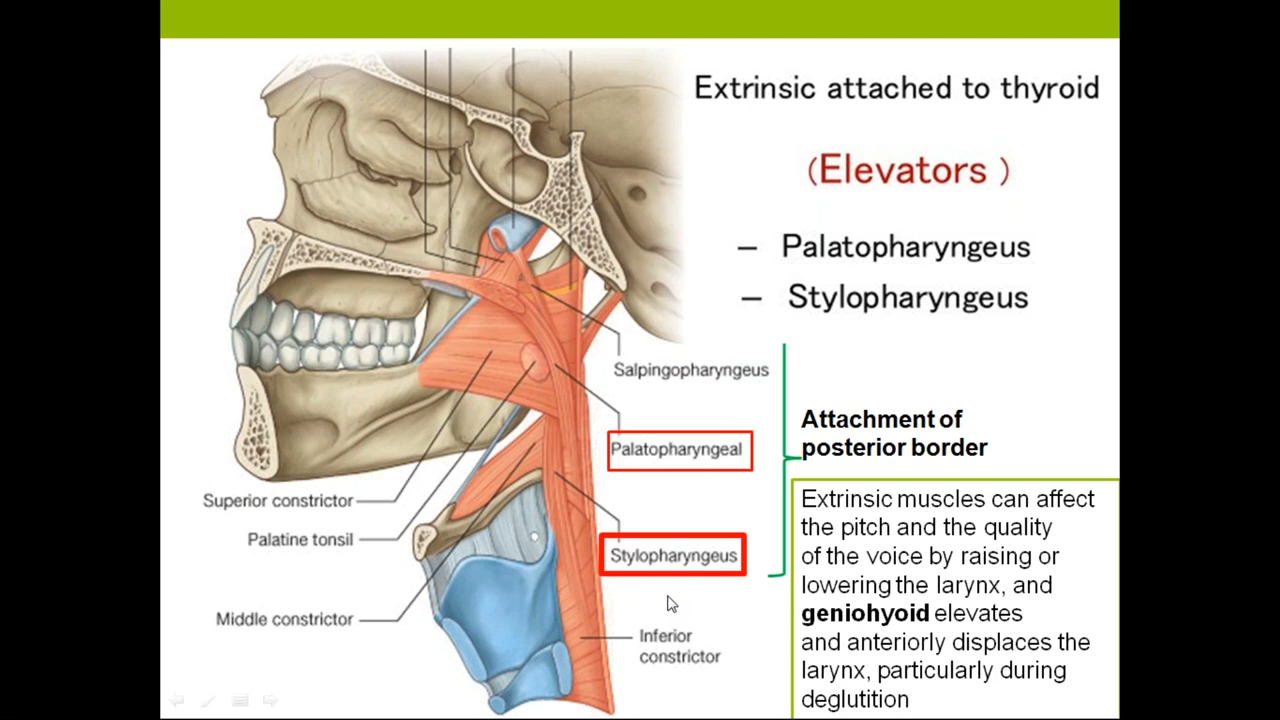 Extrinsic attached to thyroid
(Elevators )
– Palatopharyngeus
– Stylopharyngeus
Salpingopharyngeus
Palatopharyngeal
Stylopharyngeus
Inferior
constrictor
Superior constrictor
Palatine tonsil
Middle constrictor
Attachment of
posterior border
Extrinsic muscles can affect
the pitch and the quality
of the voice by raising or
lowering the larynx, and
geniohyoid elevates
and anteriorly displaces the
larynx, particularly during
deglutition